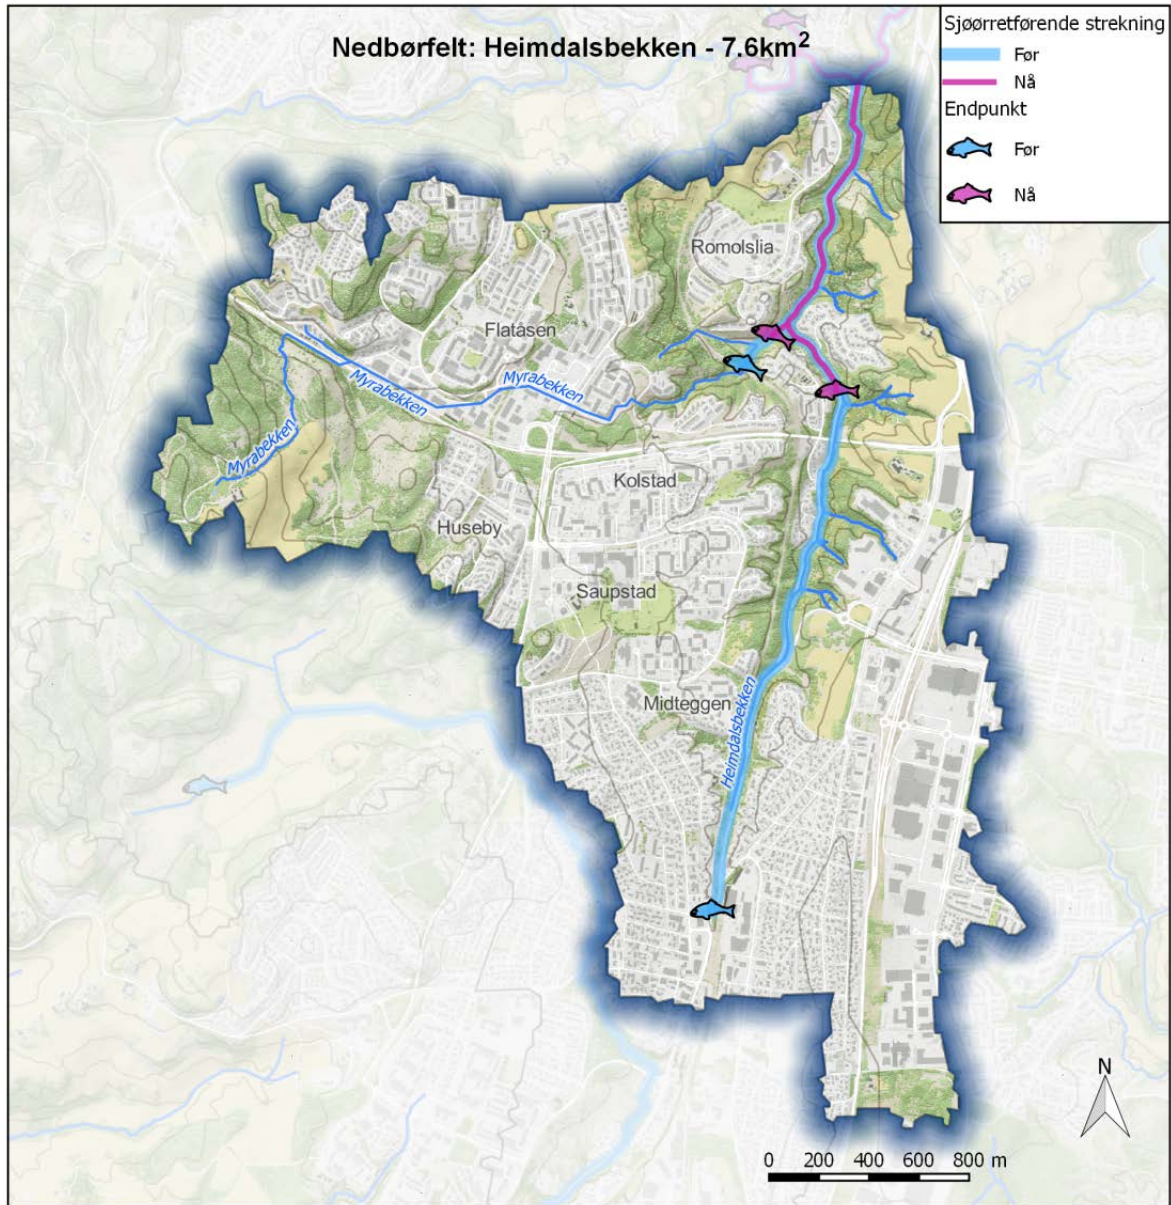 Nedbørfelt: Heimdalsbekken - 7.6km²
Sjøørretførende strekning
Før
Nå
Endpunkt
Før
Nå
Romolslia
Flatåsen
Myrabekken
Myrabekken
Myrabekken
Kolstad
Huseby
Saupstad
Midteggen
Heimdalsbekken
N
0 200 400 600 800 m